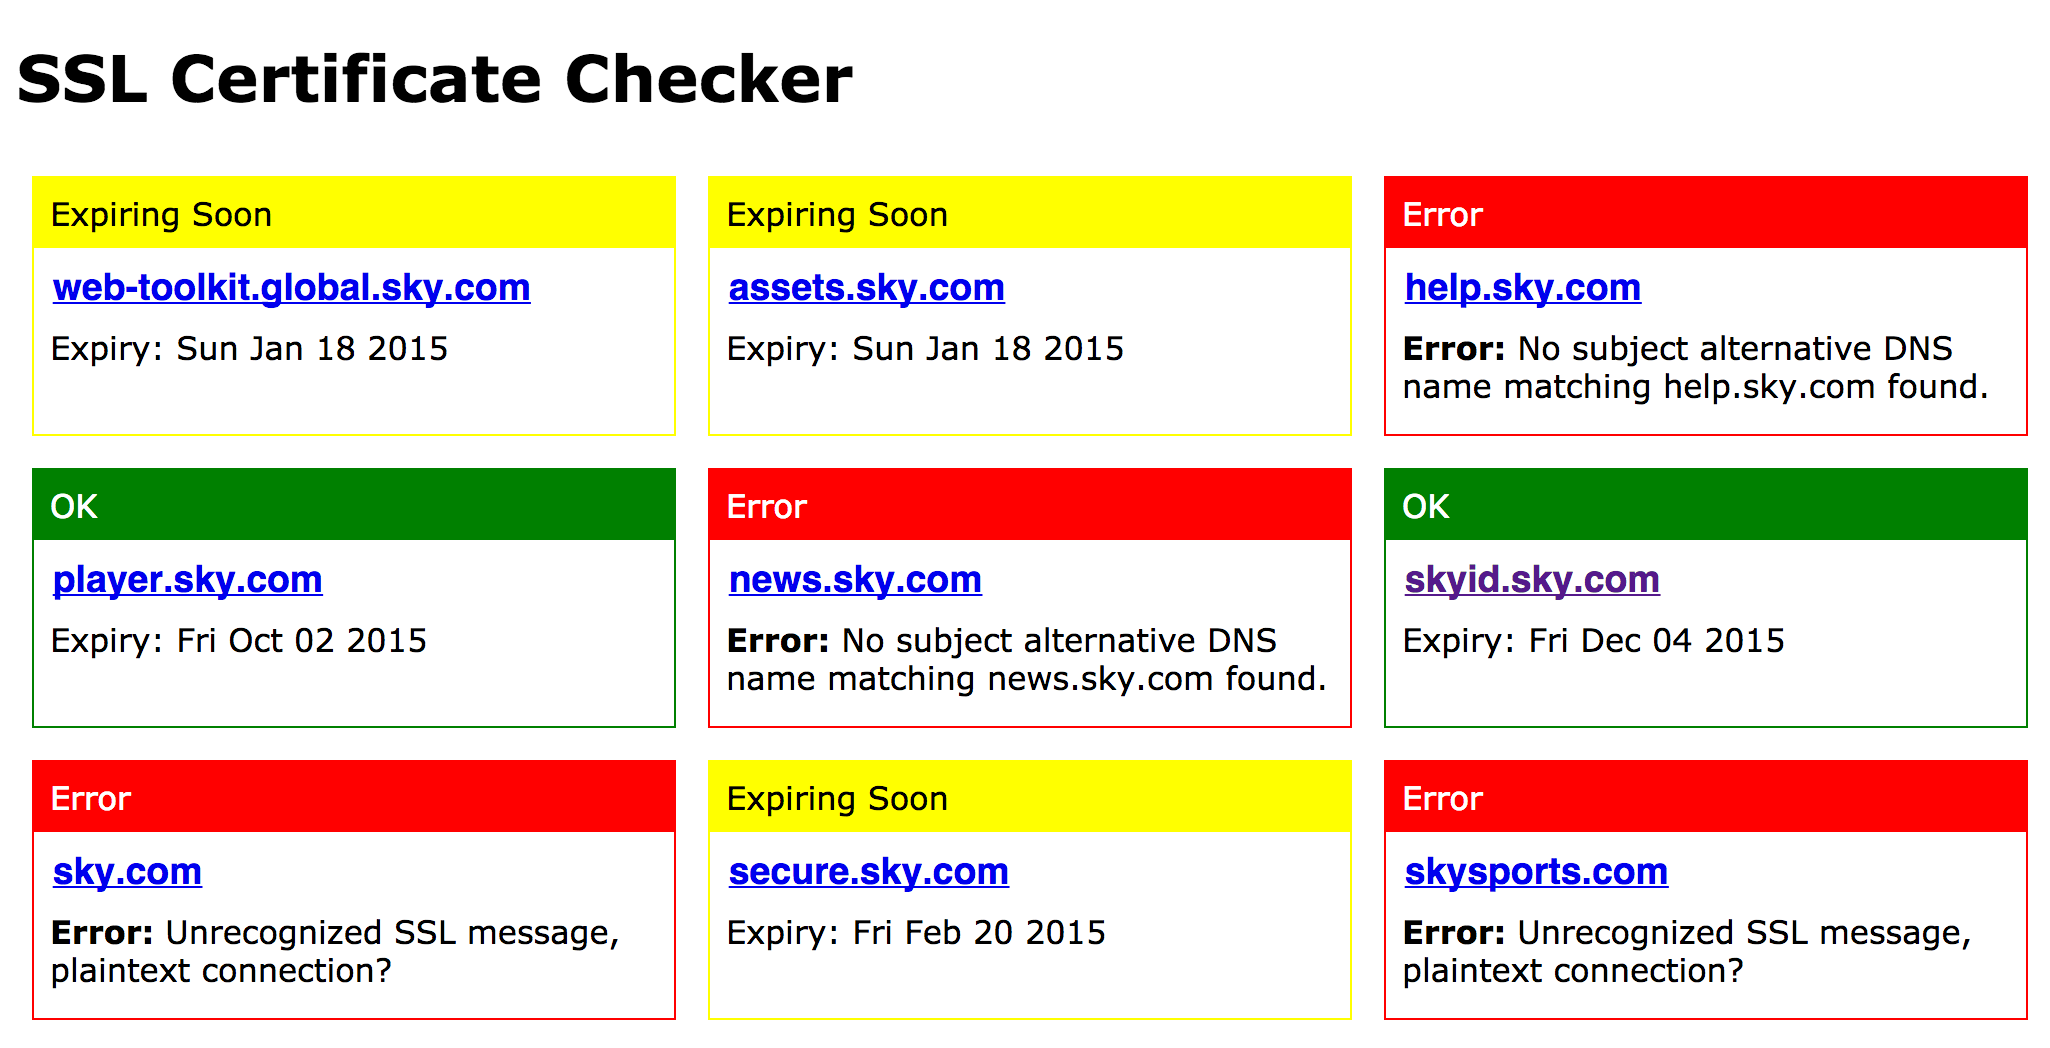 SSL Certificate Checker
Expiring Soon
web-toolkit.global.sky.com
Expiry: Sun Jan 18 2015
Expiring Soon
assets.sky.com
Expiry: Sun Jan 18 2015
Error
help.sky.com
Error: No subject alternative DNS
name matching help.sky.com found.
OK
player.sky.com
Expiry: Fri Oct 02 2015
Error
news.sky.com
Error: No subject alternative DNS
name matching news.sky.com found.
OK
skyid.sky.com
Expiry: Fri Dec 04 2015
Error
sky.com
Error: Unrecognized SSL message,
plaintext connection?
Expiring Soon
secure.sky.com
Expiry: Fri Feb 20 2015
Error
skysports.com
Error: Unrecognized SSL message,
plaintext connection?